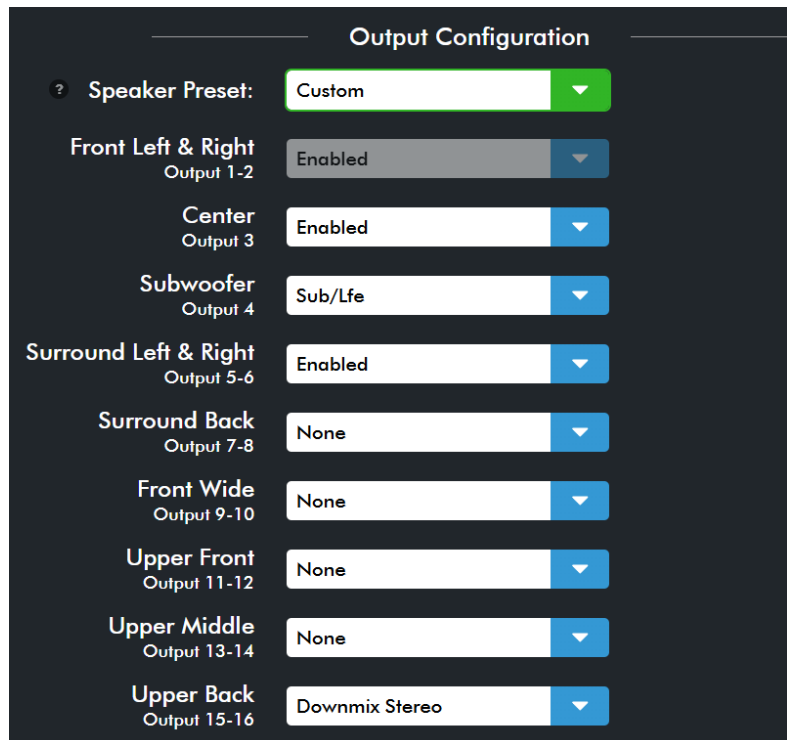 Output Configuration
? Speaker Preset: Custom
Front Left & Right Enabled
Output 1-2
Center Enabled
Output 3
Subwoofer Sub/Lfe
Output 4
Surround Left & Right Enabled
Output 5-6
Surround Back None
Output 7-8
Front Wide None
Output 9-10
Upper Front None
Output 11-12
Upper Middle None
Output 13-14
Upper Back Downmix Stereo
Output 15-16